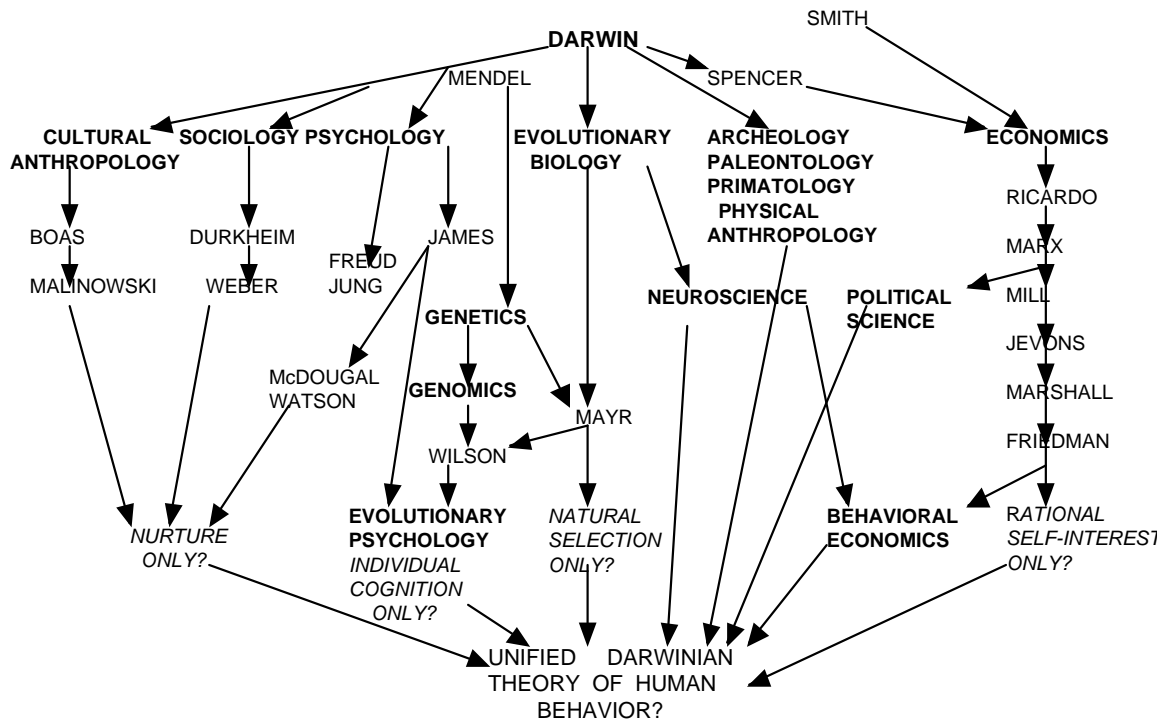 SMITH
DARWIN
MENDEL
SPENCER
CULTURAL
ANTHROPOLOGY
SOCIOLOGY
PSYCHOLOGY
EVOLUTIONARY
BIOLOGY
ARCHEOLOGY
PALEONTOLOGY
PRIMATOLOGY
PHYSICAL
ANTHROPOLOGY
ECONOMICS
RICARDO
BOAS
DURKHEIM
JAMES
MARX
FREUD
JUNG
MALINOWSKI
WEBER
NEUROSCIENCE
POLITICAL
SCIENCE
MILL
GENETICS
JEVONS
McDOUGAL
WATSON
GENOMICS
MARSHALL
MAYR
FRIEDMAN
WILSON
NURTURE
ONLY?
EVOLUTIONARY
PSYCHOLOGY
INDIVIDUAL
COGNITION
ONLY?
NATURAL
SELECTION
ONLY?
BEHAVIORAL
ECONOMICS
RATIONAL
SELF-INTEREST
ONLY?
UNIFIED DARWINIAN
THEORY OF HUMAN
BEHAVIOR?